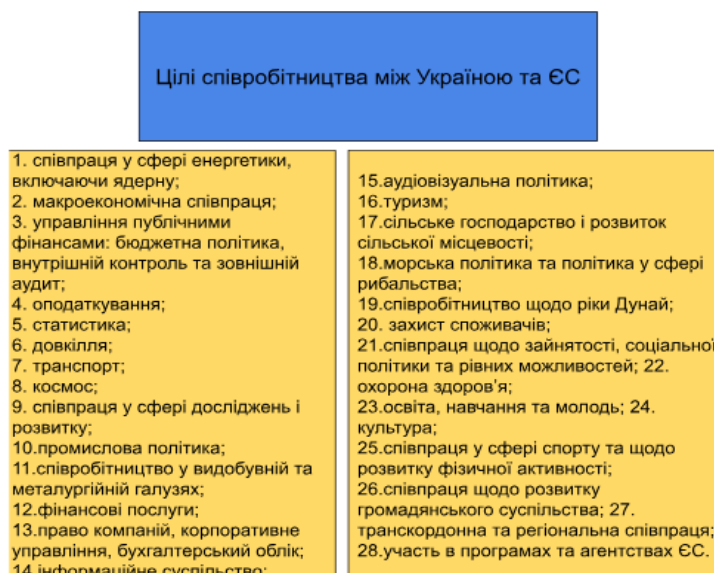 Цілі співробітництва між Україною та ЄС
1. співпраця у сфері енергетики,
включаючи ядерну;
2. макроекономічна співпраця;
3. управління публічними
фінансами: бюджетна політика,
внутрішній контроль та зовнішній
аудит;
4. оподаткування;
5. статистика;
6. довкілля;
7. транспорт;
8. космос;
9. співпраця у сфері досліджень і
розвитку;
10.промислова політика;
11.співробітництво у видобувній та
металургійній галузях;
12.фінансові послуги;
13.право компаній, корпоративне
управління, бухгалтерський облік;
14.інформаційне суспільство;
15.аудіовізуальна політика;
16.туризм;
17.сільське господарство і розвиток
сільської місцевості;
18.морська політика та політика у сфері
рибальства;
19.співробітництво щодо ріки Дунай;
20. захист споживачів;
21.співпраця щодо зайнятості, соціальної
політики та рівних можливостей; 22.
охорона здоров’я;
23.освіта, навчання та молодь; 24.
культура;
25.співпраця у сфері спорту та щодо
розвитку фізичної активності;
26.співпраця щодо розвитку
громадянського суспільства; 27.
транскордонна та регіональна співпраця;
28.участь в програмах та агентствах ЄС.